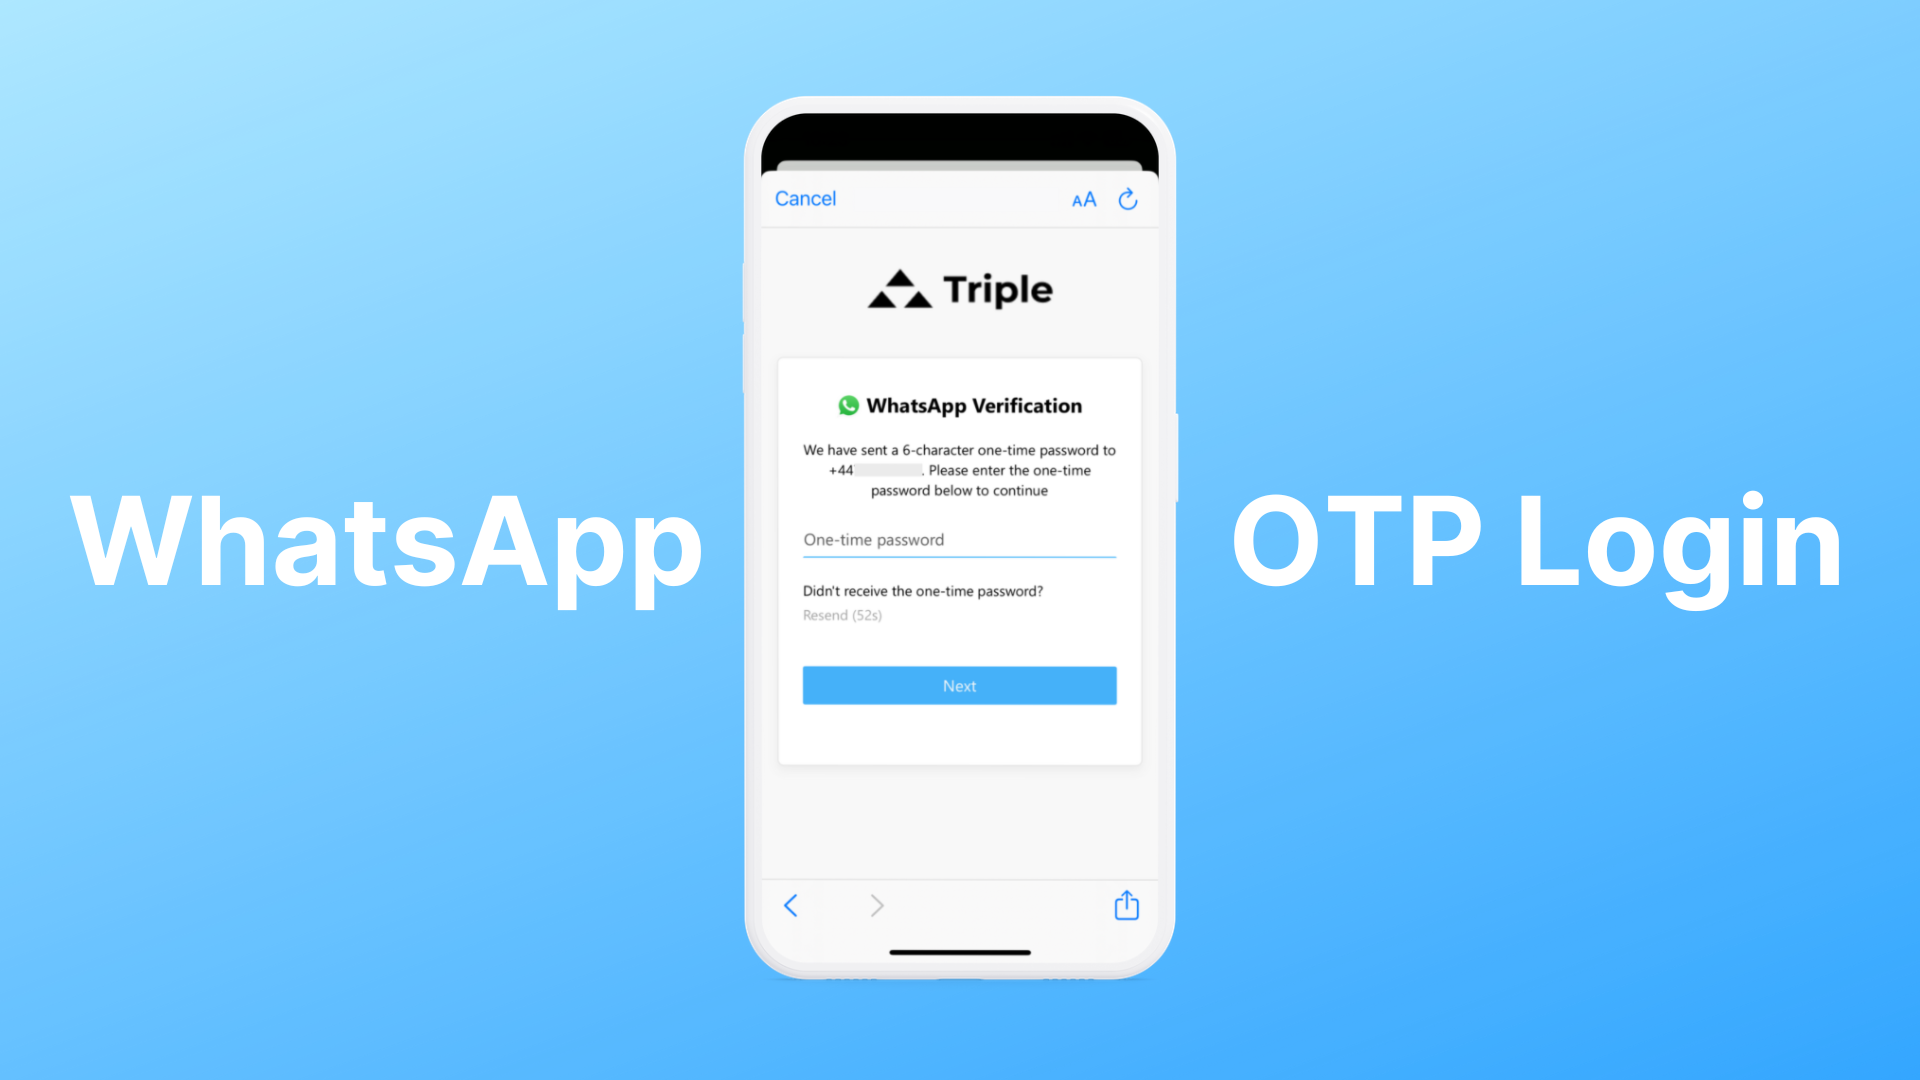 WhatsApp
OTP Login
Cancel
AA
Triple
WhatsApp Verification
We have sent a 6-character one-time password to
+44 . Please enter the one-time
password below to continue
One-time password
Didn't receive the one-time password?
Resend (52s)
Next